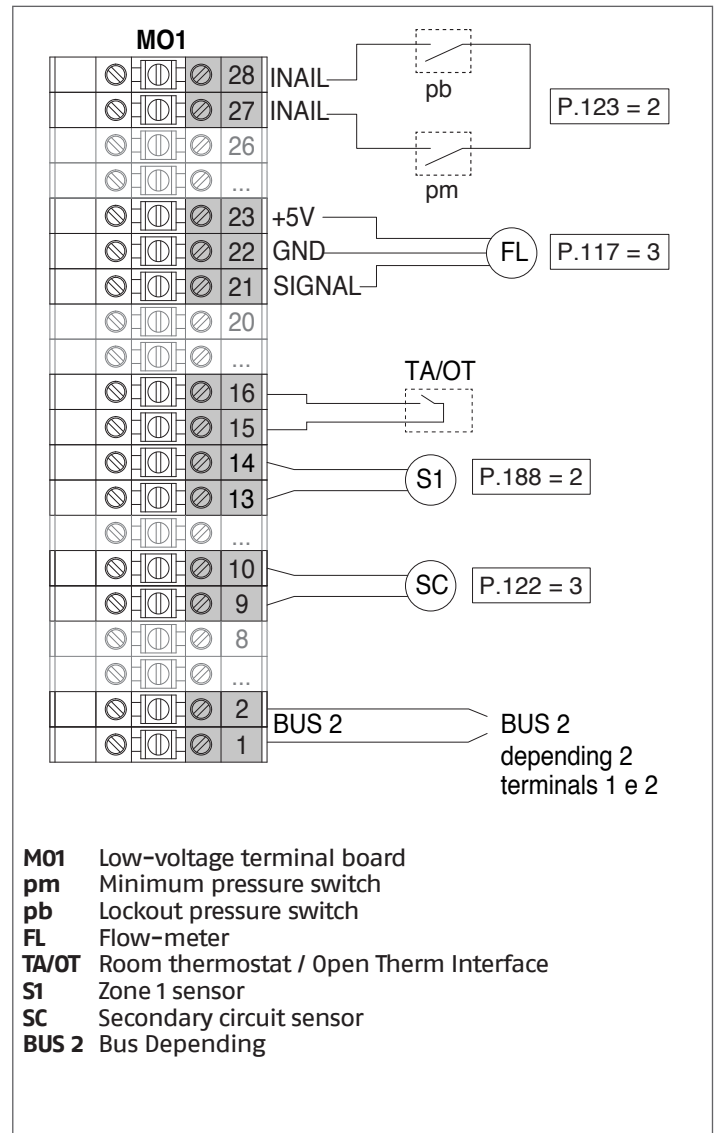 MO1
28 INAIL
pb
27 INAIL
P.123 = 2
26
...
pm
23 +5V
22 GND
FL
P.117 = 3
21 SIGNAL
20
...
TA/OT
16
15
14
S1
P.188 = 2
13
...
10
SC
P.122 = 3
9
8
...
2
BUS 2
BUS 2
1
depending 2
terminals 1 e 2
M01 Low-voltage terminal board
pm Minimum pressure switch
pb Lockout pressure switch
FL Flow-meter
TA/OT Room thermostat / Open Therm Interface
S1 Zone 1 sensor
SC Secondary circuit sensor
BUS 2 Bus Depending